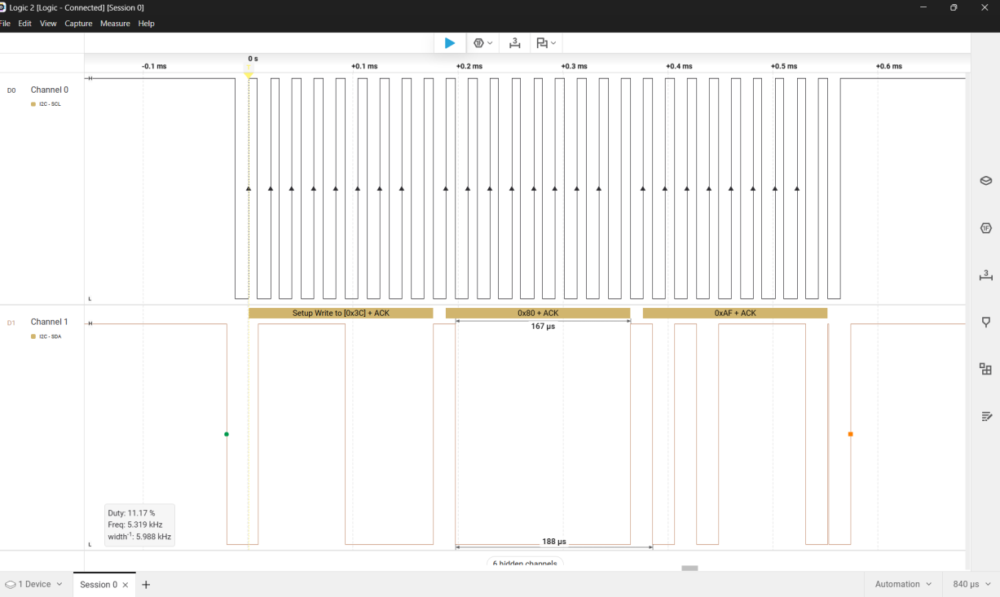 Logic 2 [Logic - Connected] [Session 0]
File Edit View Capture Measure Help
0 s
-0.1 ms +0.1 ms +0.2 ms +0.3 ms +0.4 ms +0.5 ms +0.6 ms
D0 Channel 0
I2C - SCL
H
L
Setup Write to [0x3C] + ACK 0x80 + ACK 0xAF + ACK
D1 Channel 1
I2C - SDA
H
167 µs
Duty: 11.17 %
Freq: 5.319 kHz
width-1: 5.988 kHz
188 µs
L
6 hidden channels
1 Device Session 0 Automation 840 µs